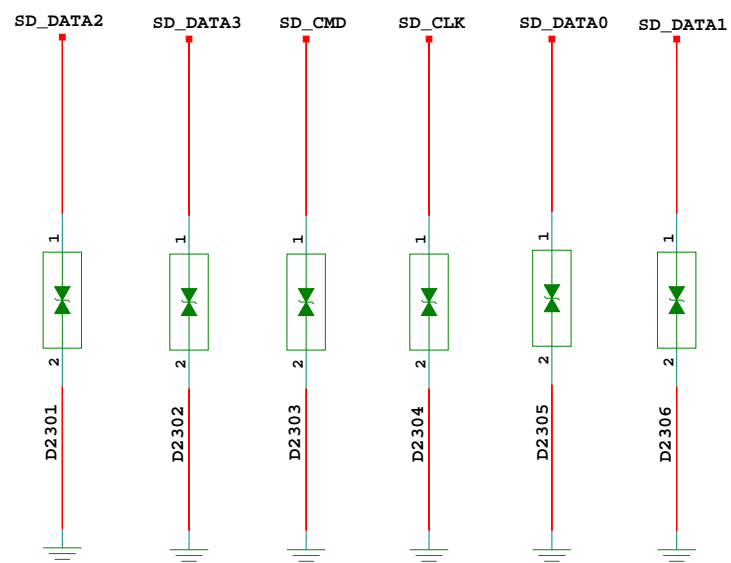 SD_DATA2 SD_DATA3 SD_CMD SD_CLK SD_DATA0 SD_DATA1
1 1 1 1 1 1
2 2 2 2 2 2
D2301 D2302 D2303 D2304 D2305 D2306